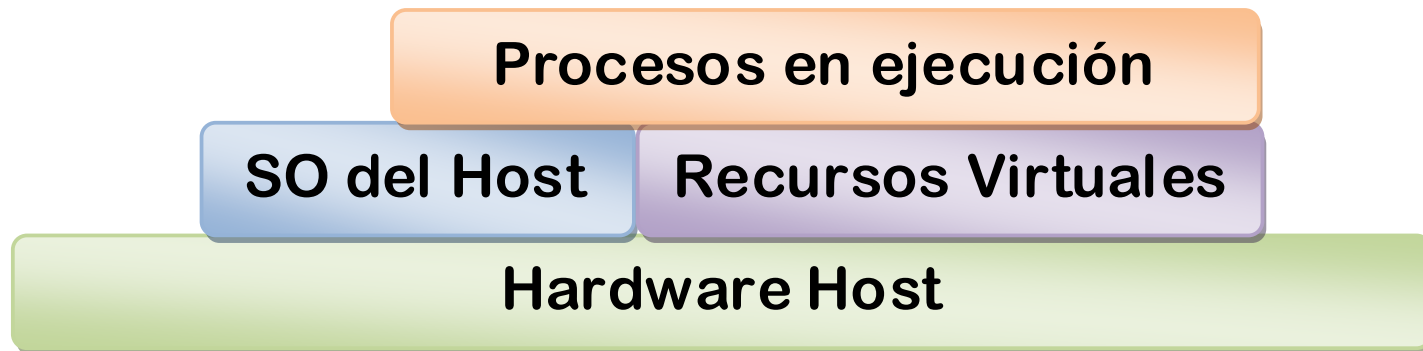 Procesos en ejecución
SO del Host
Recursos Virtuales
Hardware Host